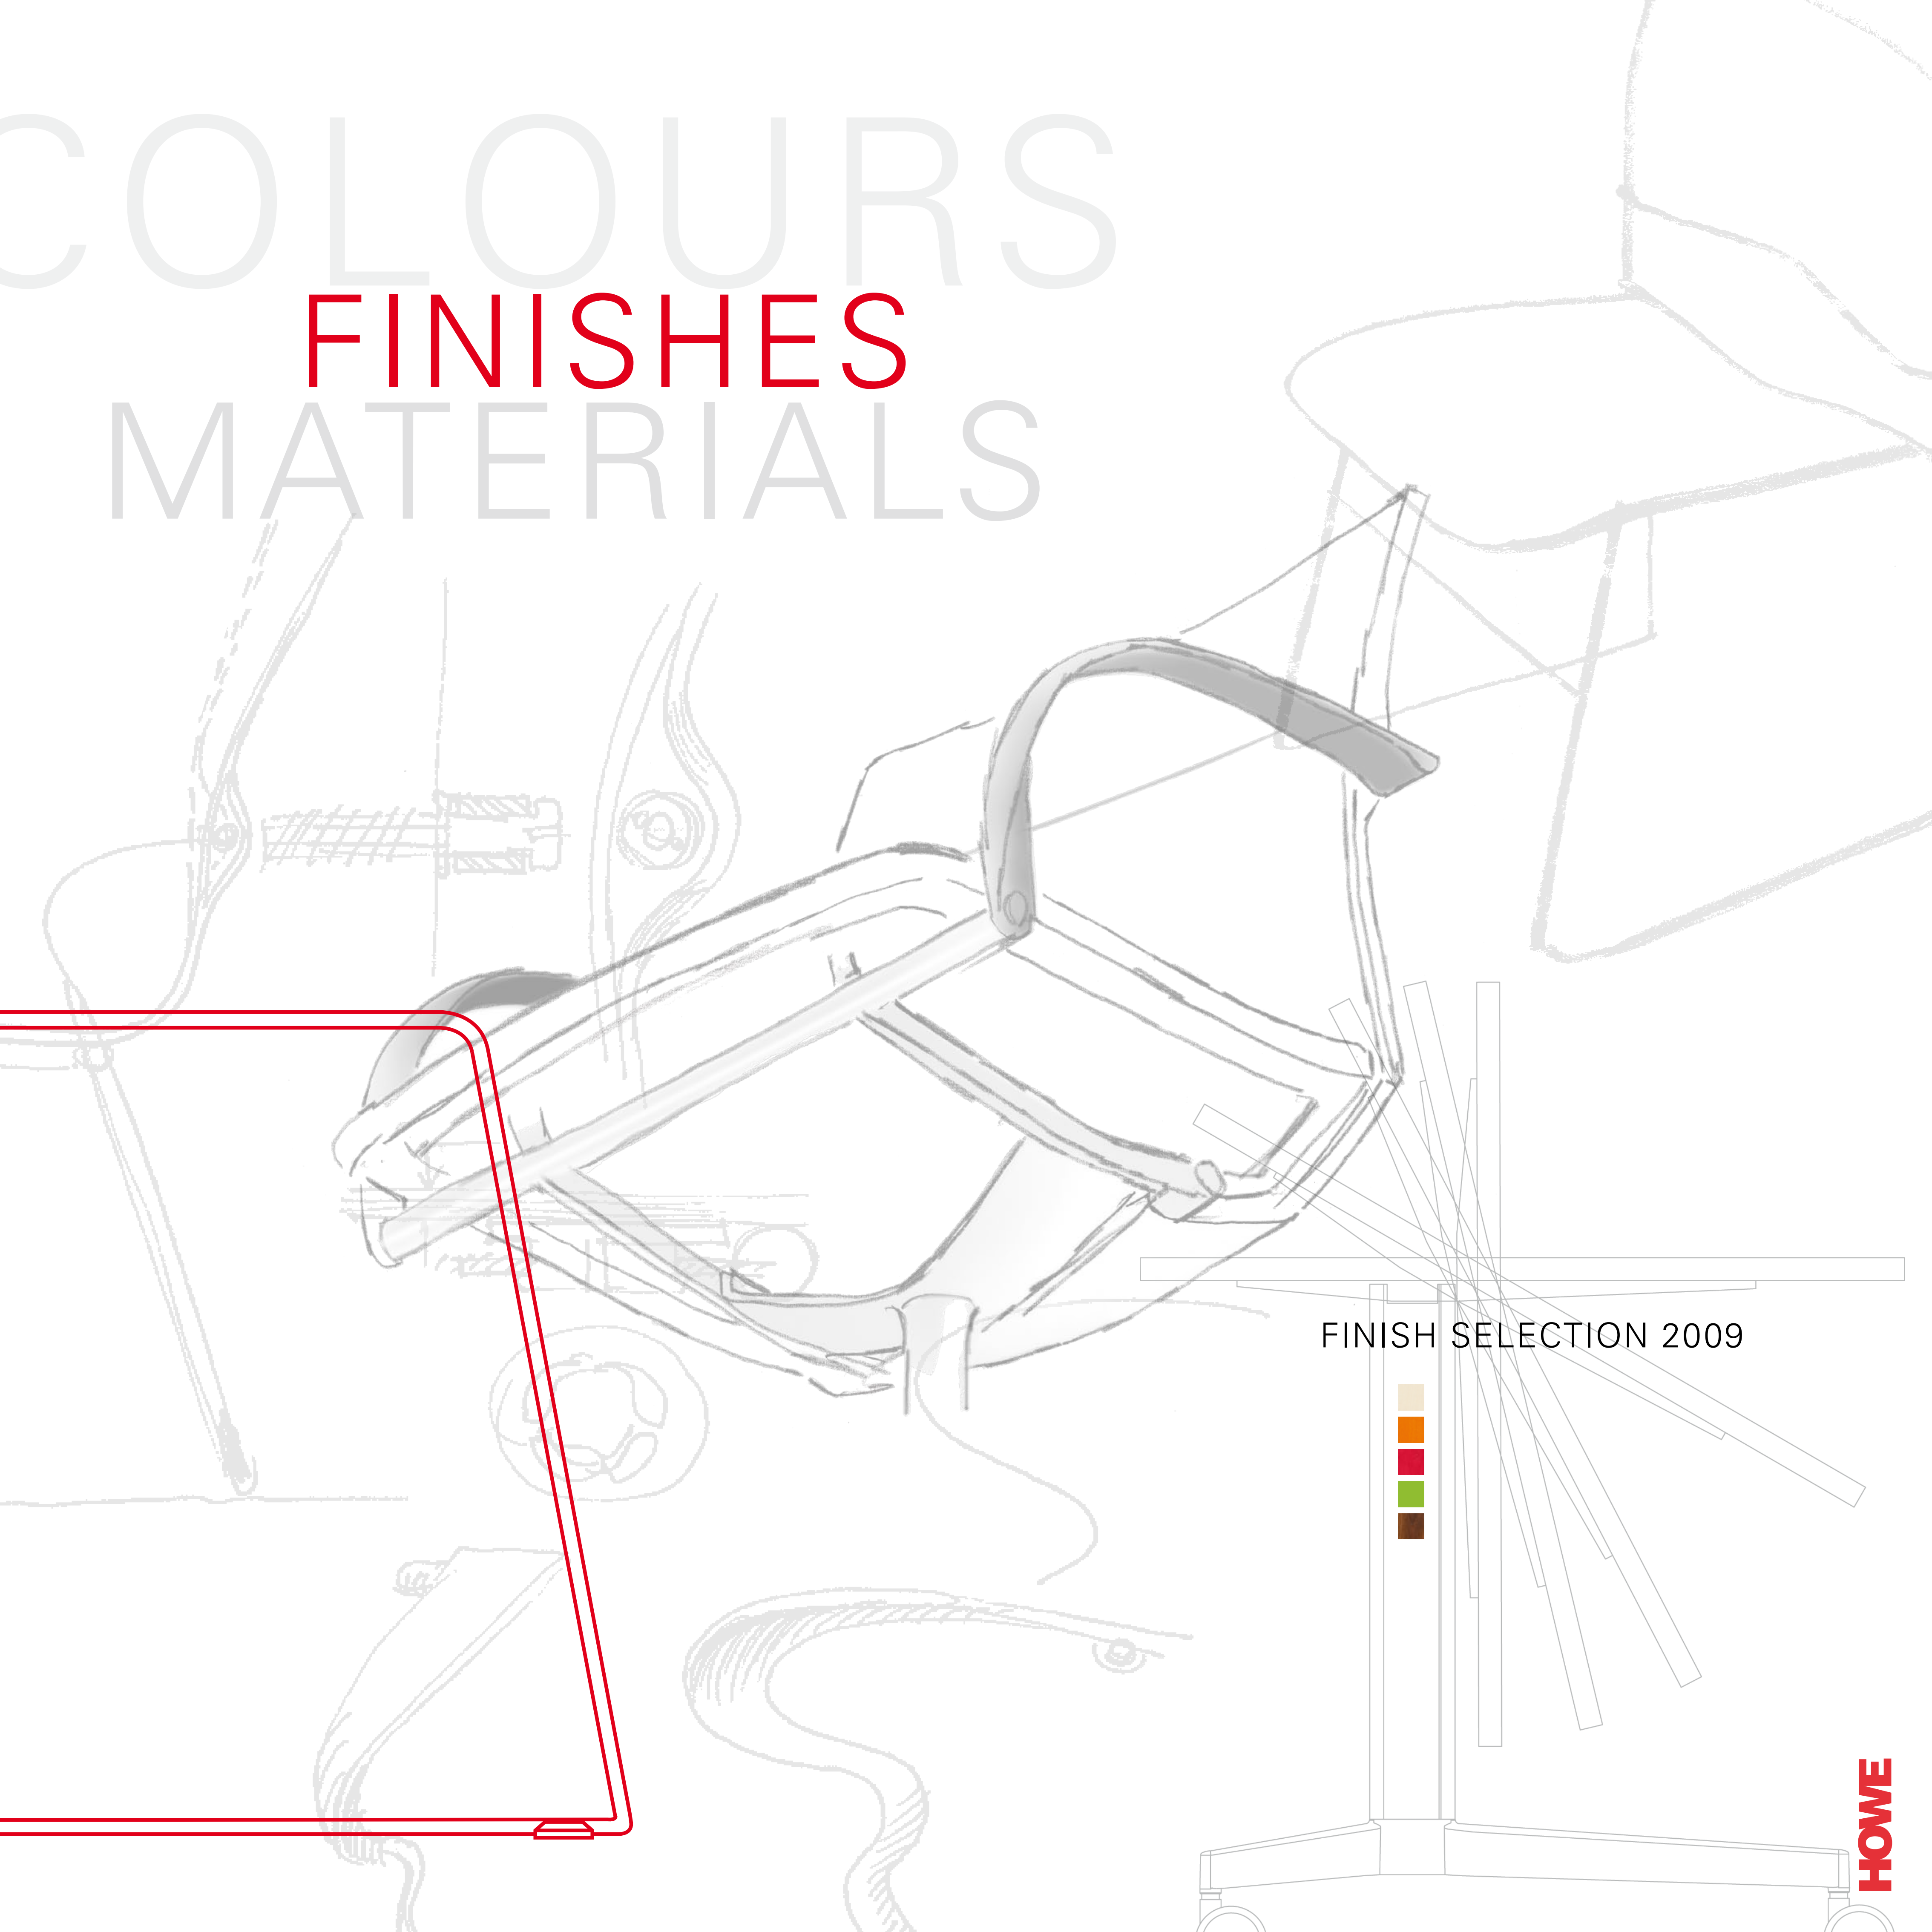 COLOURS
FINISHES
MATERIALS
FINISH SELECTION 2009
HOWE